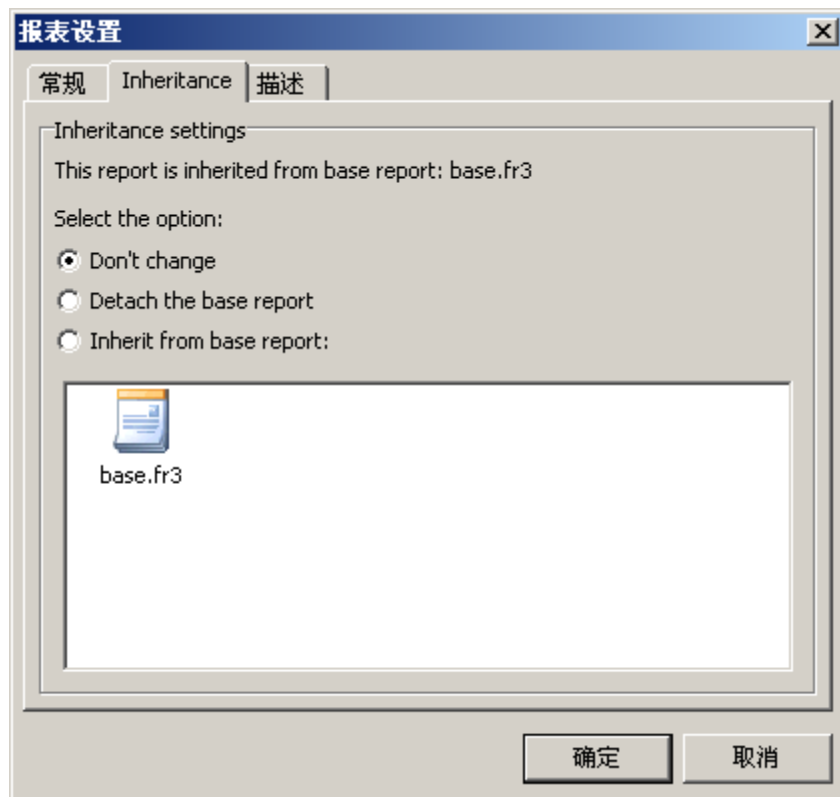 报表设置
常规 Inheritance 描述
Inheritance settings
This report is inherited from base report: base.fr3
Select the option:
Don't change
Detach the base report
Inherit from base report:
base.fr3
确定 取消